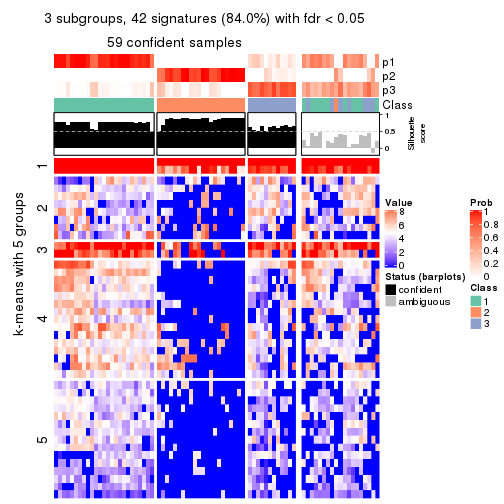 3 subgroups, 42 signatures (84.0%) with fdr < 0.05
59 confident samples
p1
p2
p3
Class
1
0.5
0
Silhouette
score
k-means with 5 groups
1
2
3
4
5
Value
8
6
4
2
0
Status (barplots)
confident
ambiguous
Prob
1
0.8
0.6
0.4
0.2
0
Class
1
2
3